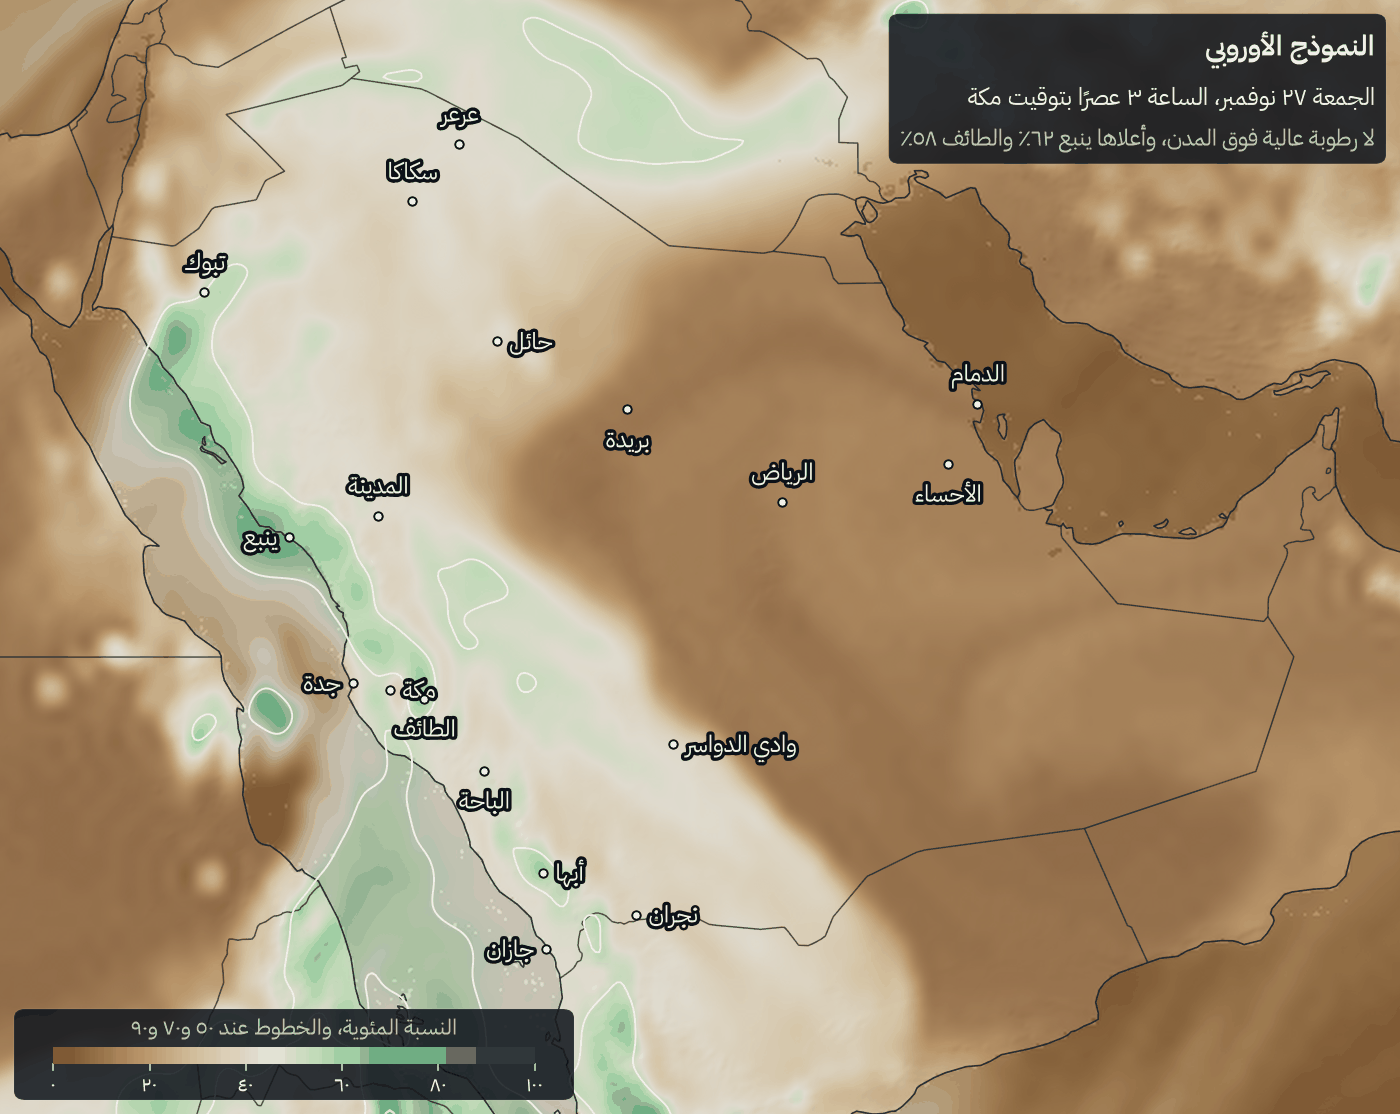 النموذج الأوروبي
الجمعة ٢٧ نوفمبر، الساعة ٣ عصرًا بتوقيت مكة
لا رطوبة عالية فوق المدن، وأعلاها ينبع ٦٢٪ والطائف ٥٨٪
عرعر
سكاكا
تبوك
حائل
الدمام
بريدة
الرياض
المدينة
الأحساء
ينبع
جدة
مكة
الطائف
وادي الدواسر
الباحة
أبها
نجران
جازان
النسبة المئوية، والخطوط عند ٥٠ و٧٠ و٩٠
٠ ٢٠ ٤٠ ٦٠ ٨٠ ١٠٠